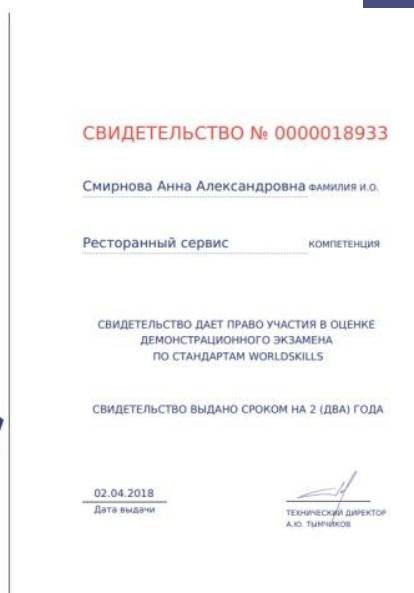 СВИДЕТЕЛЬСТВО № 0000018933
Смирнова Анна Александровна ФАМИЛИЯ И.О.
Ресторанный сервис КОМПЕТЕНЦИЯ
СВИДЕТЕЛЬСТВО ДАЕТ ПРАВО УЧАСТИЯ В ОЦЕНКЕ
ДЕМОНСТРАЦИОННОГО ЭКЗАМЕНА
ПО СТАНДАРТАМ WORLDSKILLS
СВИДЕТЕЛЬСТВО ВЫДАНО СРОКОМ НА 2 (ДВА) ГОДА
02.04.2018
Дата выдачи
ТЕХНИЧЕСКИЙ ДИРЕКТОР
А.Ю. ТЫМЧИКОВ